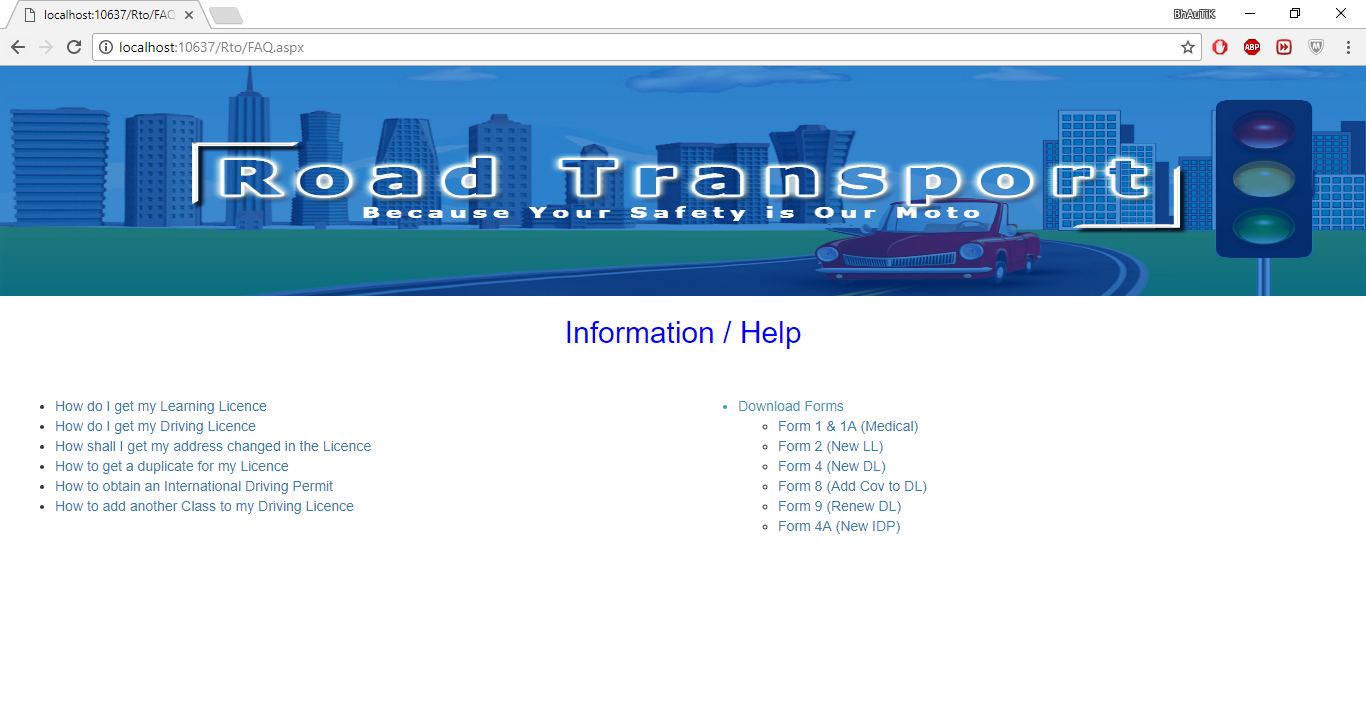 localhost:10637/Rto/FAQ
BhAuTiK
localhost:10637/Rto/FAQ.aspx
ABP
Road Transport
Because Your Safety is Our Moto
Information / Help
How do I get my Learning Licence
How do I get my Driving Licence
How shall I get my address changed in the Licence
How to get a duplicate for my Licence
How to obtain an International Driving Permit
How to add another Class to my Driving Licence
Download Forms
Form 1 & 1A (Medical)
Form 2 (New LL)
Form 4 (New DL)
Form 8 (Add Cov to DL)
Form 9 (Renew DL)
Form 4A (New IDP)